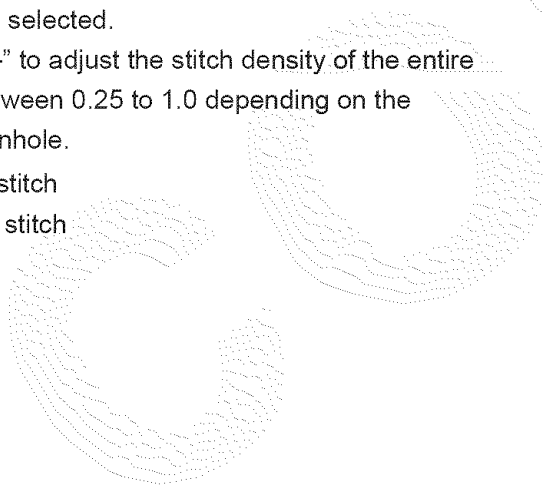 selected.
” to adjust the stitch density of the entire
ween 0.25 to 1.0 depending on the
nhole.
stitch
stitch